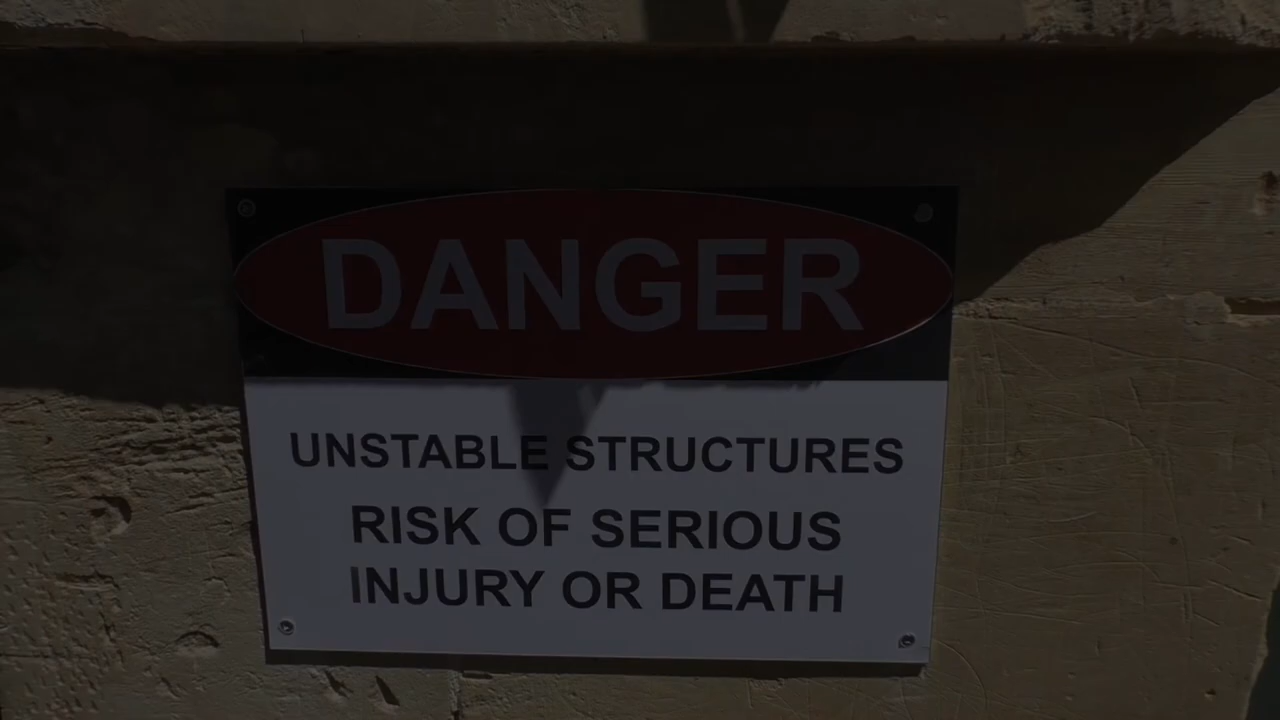 DANGER
UNSTABLE STRUCTURES
RISK OF SERIOUS
INJURY OR DEATH